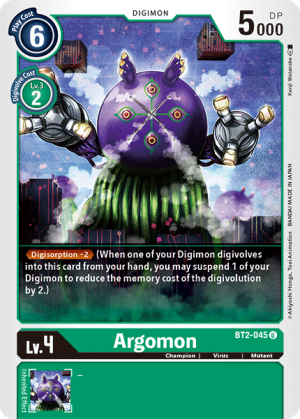 DIGIMON
Play Cost
6
5000
DP
Digivolve Cost
Lv.3
2
Kenji Watanabe
BANDAI MADE IN JAPAN
©Akiyoshi Hongo, Toei Animation
Digisorption -2 (When one of your Digimon digivolves
into this card from your hand, you may suspend 1 of your
Digimon to reduce the memory cost of the digivolution
by 2.)
BT2-045 U
Lv.4
Argomon
Champion | Virus | Mutant
Inherited Effect
–